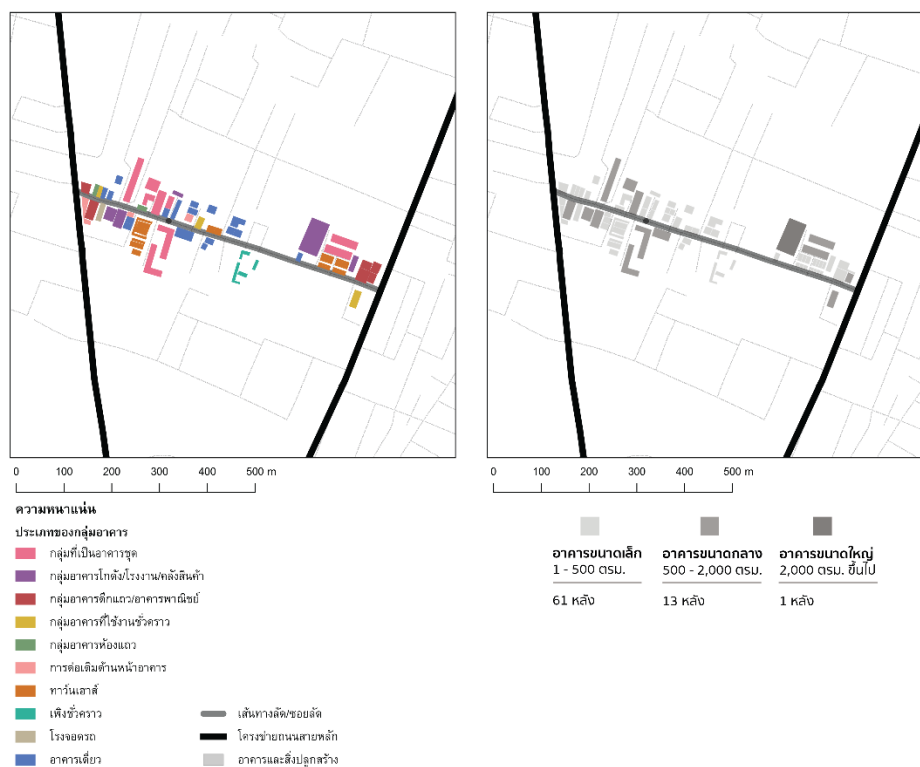 0 100 200 300 400 500 m
0 100 200 300 400 500 m
ความหนาแน่น
ประเภทของกลุ่มอาคาร
กลุ่มที่เป็นอาคารชุด
กลุ่มอาคารโกดัง/โรงงาน/คลังสินค้า
กลุ่มอาคารตึกแถว/อาคารพาณิชย์
กลุ่มอาคารที่ใช้งานชั่วคราว
กลุ่มอาคารห้องแถว
การต่อเติมด้านหน้าอาคาร
ทาว์นเฮาส์
เพิงชั่วคราว
โรงจอดรถ
อาคารเดี่ยว
เส้นทางลัด/ซอยลัด
โครงข่ายถนนสายหลัก
อาคารและสิ่งปลูกสร้าง
อาคารขนาดเล็ก
1 - 500 ตรม.
61 หลัง
อาคารขนาดกลาง
500 - 2,000 ตรม.
13 หลัง
อาคารขนาดใหญ่
2,000 ตรม. ขึ้นไป
1 หลัง